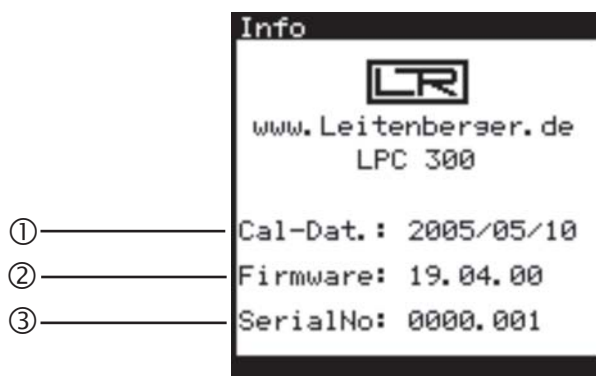 Info
LR
www.Leitenberger.de
LPC 300
① Cal-Dat.: 2005/05/10
② Firmware: 19.04.00
③ SerialNo: 0000.001